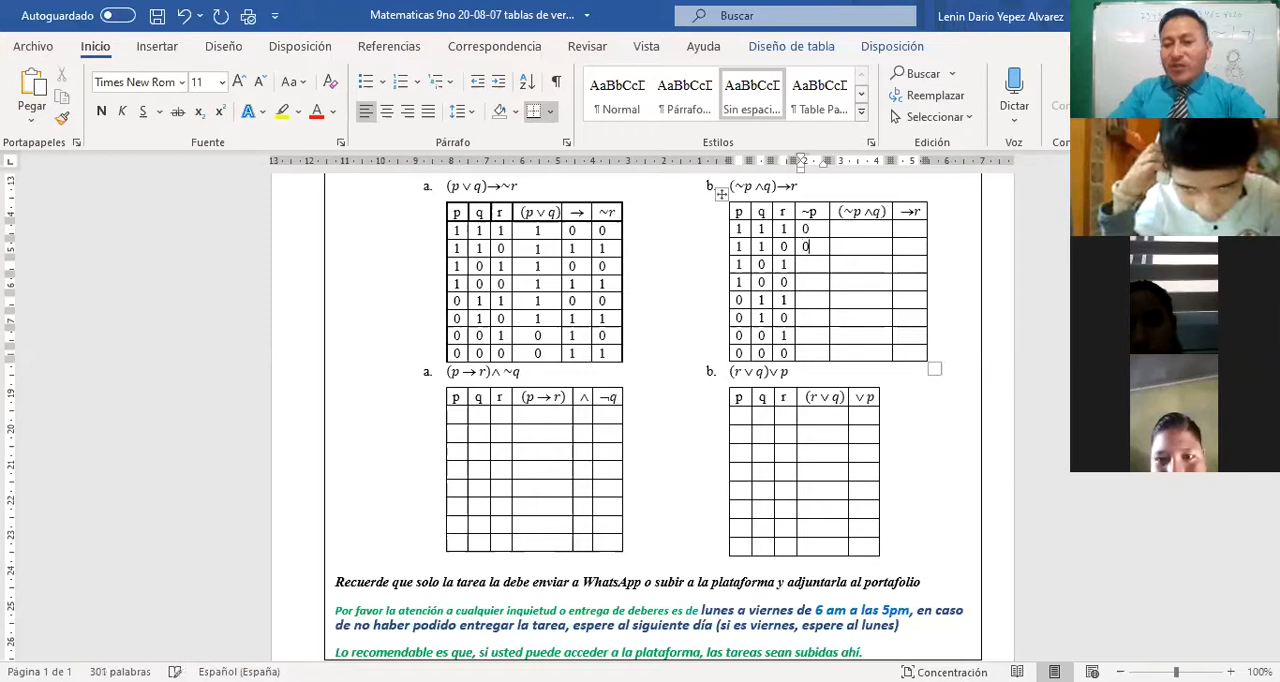 Autoguardado
Matematicas 9no 20-08-07 tablas de ver...
Buscar
Lenin Dario Yepez Alvarez
Archivo Inicio Insertar Diseño Disposición Referencias Correspondencia Revisar Vista Ayuda Diseño de tabla Disposición
Pegar
Times New Rom 11
N K S ab x₂ x²
AaBbCcI AaBbCcI AaBbCcI AaBbCcI
¶ Normal ¶ Párrafo... Sin espaci... ¶ Table Pa...
Buscar
Reemplazar
Seleccionar
Dictar
Portapapeles Fuente Párrafo Estilos Edición Voz
a. (p ∨ q)→~r
p q r (p ∨ q) → ~r
1 1 1 1 0 0
1 1 0 1 1 1
1 0 1 1 0 0
1 0 0 1 1 1
0 1 1 1 0 0
0 1 0 1 1 1
0 0 1 0 1 0
0 0 0 0 1 1
b. (~p ∧q)→r
p q r ~p (~p ∧q) →r
1 1 1 0
1 1 0 0
1 0 1
1 0 0
0 1 1
0 1 0
0 0 1
0 0 0
a. (p → r)∧ ~q
p q r (p → r) ∧ ¬q
b. (r ∨ q)∨ p
p q r (r ∨ q) ∨ p
Recuerde que solo la tarea la debe enviar a WhatsApp o subir a la plataforma y adjuntarla al portafolio
Por favor la atención a cualquier inquietud o entrega de deberes es de lunes a viernes de 6 am a las 5pm, en caso
de no haber podido entregar la tarea, espere al siguiente día (si es viernes, espere al lunes)
Lo recomendable es que, si usted puede acceder a la plataforma, las tareas sean subidas ahí.
Página 1 de 1 301 palabras Español (España) Concentración 100%